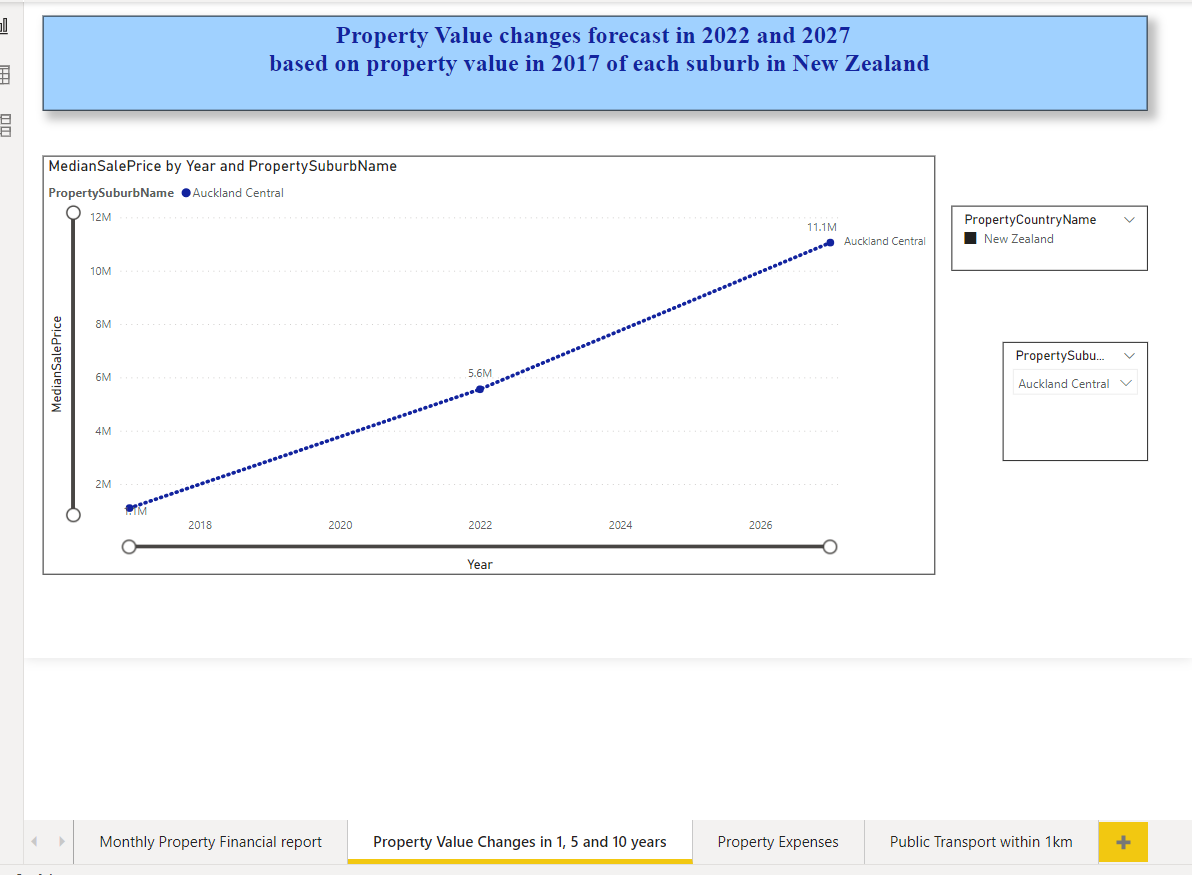 Property Value changes forecast in 2022 and 2027
based on property value in 2017 of each suburb in New Zealand
MedianSalePrice by Year and PropertySuburbName
PropertySuburbName Auckland Central
12M
10M
8M
6M
4M
2M
MedianSalePrice
11.1M
Auckland Central
5.6M
1.1M
2018 2020 2022 2024 2026
Year
PropertyCountryName
New Zealand
PropertySubu...
Auckland Central
Monthly Property Financial report
Property Value Changes in 1, 5 and 10 years
Property Expenses
Public Transport within 1km